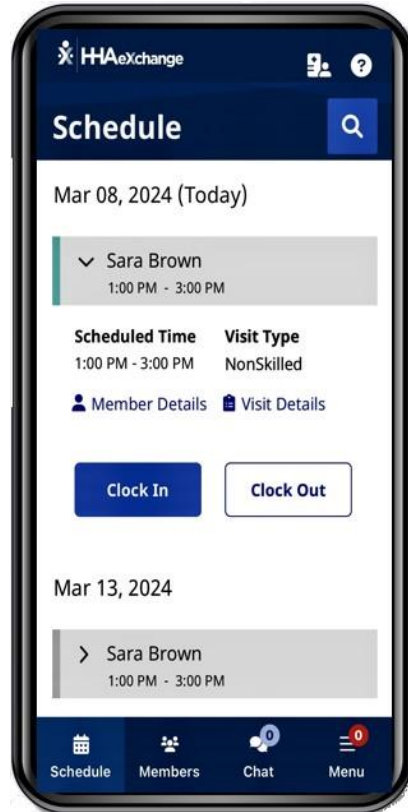 HHAeXchange
?
Schedule
Mar 08, 2024 (Today)
Sara Brown
1:00 PM - 3:00 PM
Scheduled Time Visit Type
1:00 PM - 3:00 PM NonSkilled
Member Details Visit Details
Clock In Clock Out
Mar 13, 2024
Sara Brown
1:00 PM - 3:00 PM
0 0
Schedule Members Chat Menu